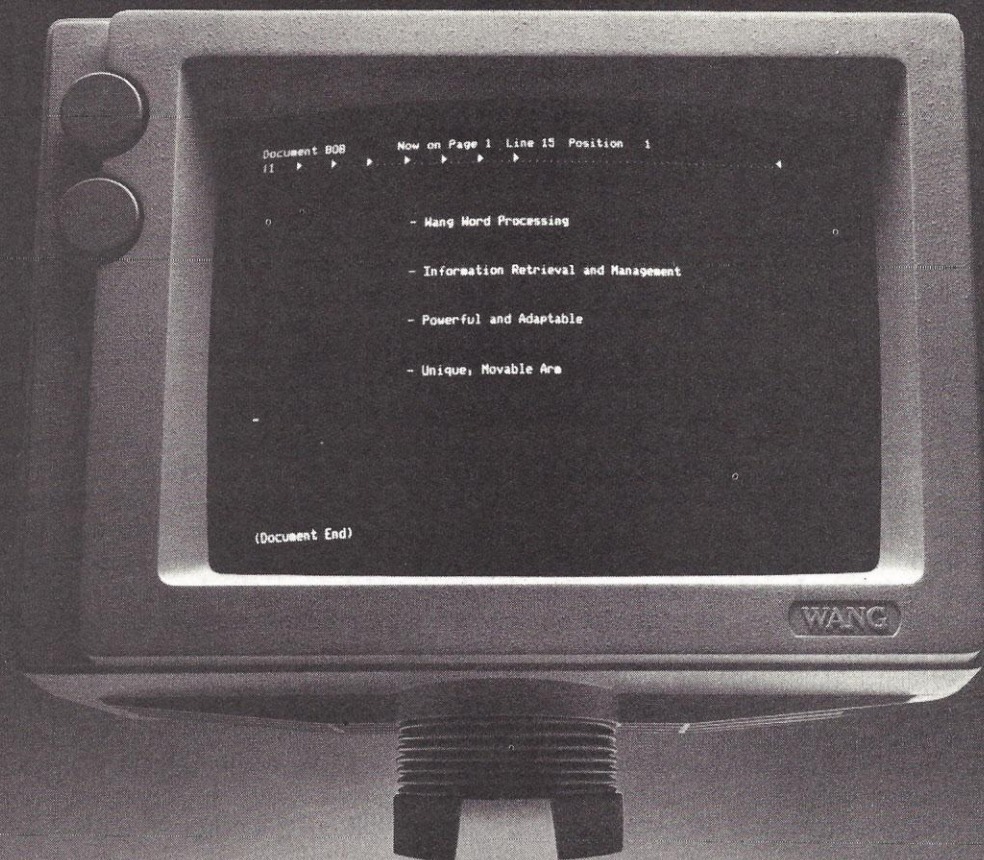 Document BOB Now on Page 1 Line 15 Position 1
- Wang Word Processing
- Information Retrieval and Management
- Powerful and Adaptable
- Unique, Movable Arm
(Document End)
WANG